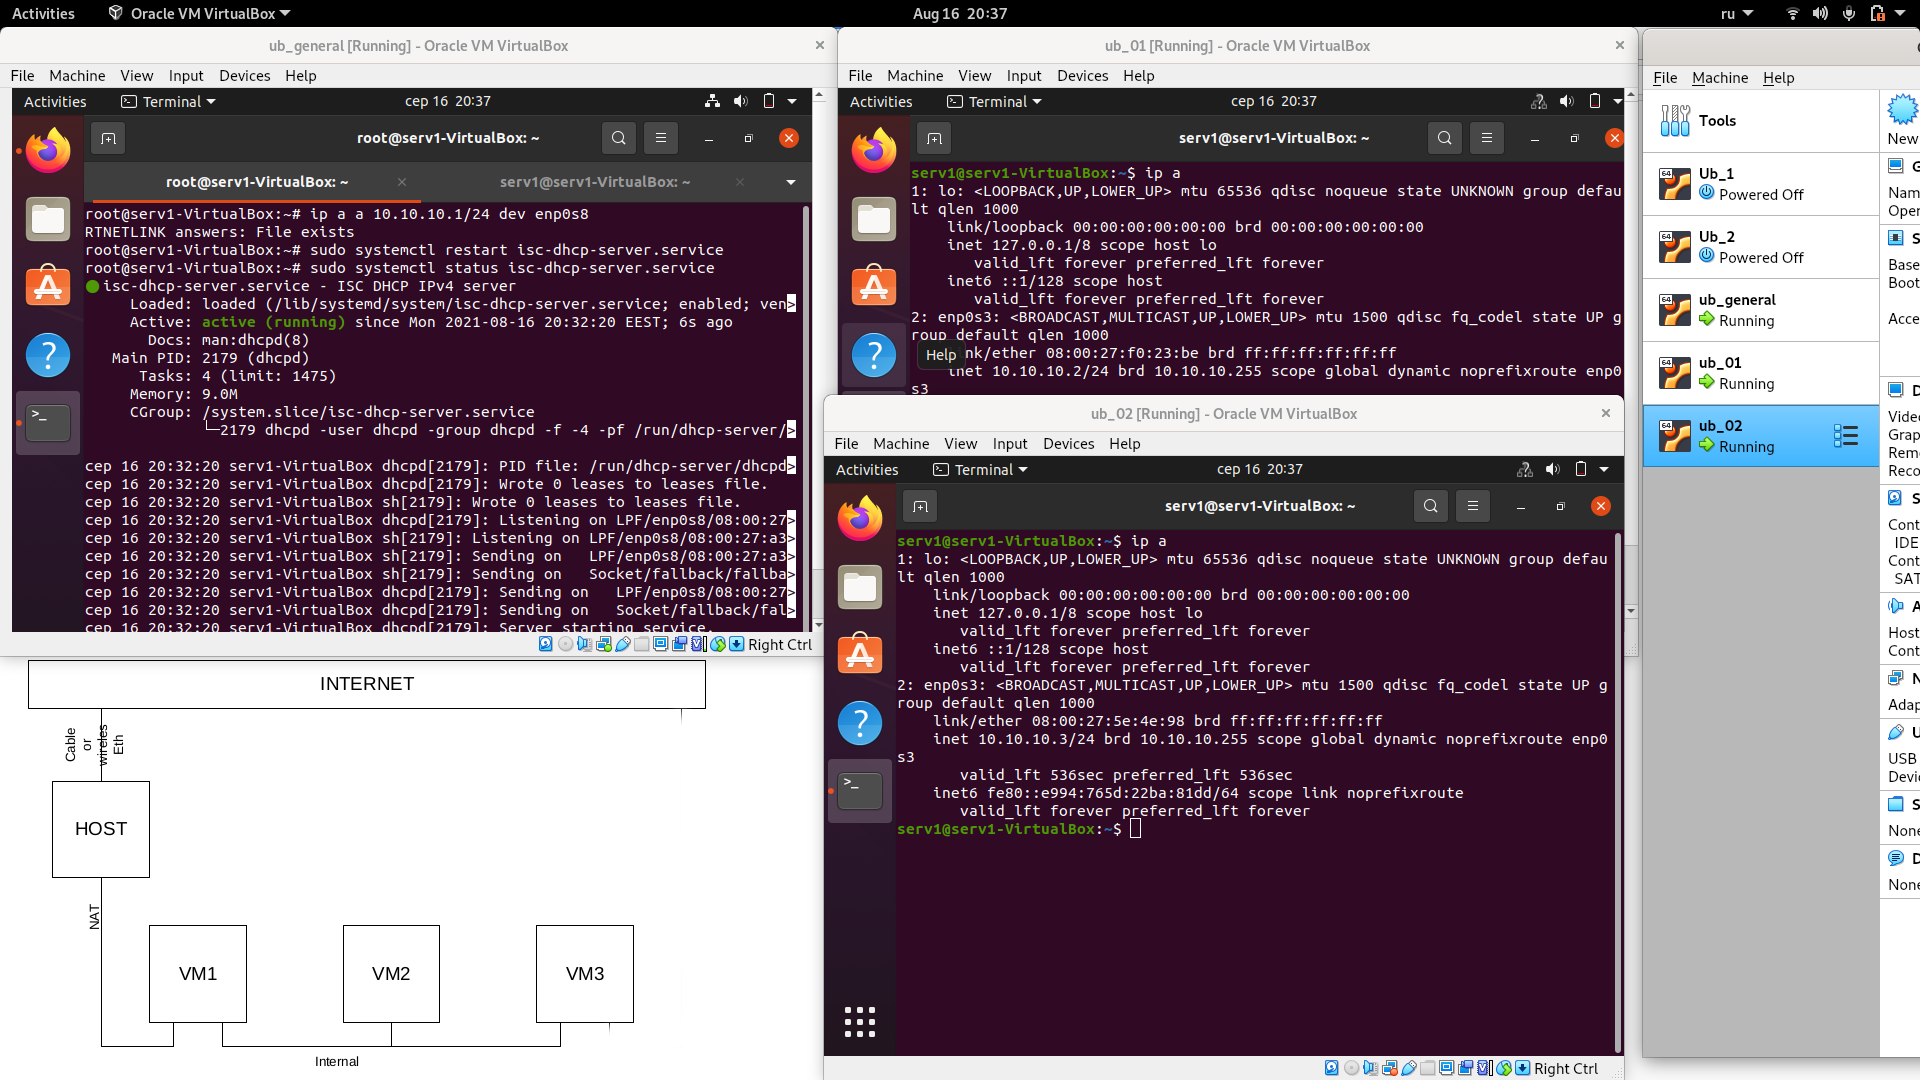 Activities
Oracle VM VirtualBox
Aug 16 20:37
ru
ub_general [Running] - Oracle VM VirtualBox
File Machine View Input Devices Help
Activities
Terminal
сер 16 20:37
root@serv1-VirtualBox: ~
root@serv1-VirtualBox: ~
serv1@serv1-VirtualBox: ~
root@serv1-VirtualBox:~# ip a a 10.10.10.1/24 dev enp0s8
RTNETLINK answers: File exists
root@serv1-VirtualBox:~# sudo systemctl restart isc-dhcp-server.service
root@serv1-VirtualBox:~# sudo systemctl status isc-dhcp-server.service
isc-dhcp-server.service - ISC DHCP IPv4 server
Loaded: loaded (/lib/systemd/system/isc-dhcp-server.service; enabled; ven>
Active: active (running) since Mon 2021-08-16 20:32:20 EEST; 6s ago
Docs: man:dhcpd(8)
Main PID: 2179 (dhcpd)
Tasks: 4 (limit: 1475)
Memory: 9.0M
CGroup: /system.slice/isc-dhcp-server.service
└─2179 dhcpd -user dhcpd -group dhcpd -f -4 -pf /run/dhcp-server/>
сер 16 20:32:20 serv1-VirtualBox dhcpd[2179]: PID file: /run/dhcp-server/dhcpd>
сер 16 20:32:20 serv1-VirtualBox dhcpd[2179]: Wrote 0 leases to leases file.
сер 16 20:32:20 serv1-VirtualBox sh[2179]: Wrote 0 leases to leases file.
сер 16 20:32:20 serv1-VirtualBox dhcpd[2179]: Listening on LPF/enp0s8/08:00:27>
сер 16 20:32:20 serv1-VirtualBox sh[2179]: Listening on LPF/enp0s8/08:00:27:a3>
сер 16 20:32:20 serv1-VirtualBox sh[2179]: Sending on   LPF/enp0s8/08:00:27:a3>
сер 16 20:32:20 serv1-VirtualBox sh[2179]: Sending on   Socket/fallback/fallba>
сер 16 20:32:20 serv1-VirtualBox dhcpd[2179]: Sending on   LPF/enp0s8/08:00:27>
сер 16 20:32:20 serv1-VirtualBox dhcpd[2179]: Sending on   Socket/fallback/fal>
сер 16 20:32:20 serv1-VirtualBox dhcpd[2179]: Server starting service.
Right Ctrl
ub_01 [Running] - Oracle VM VirtualBox
File Machine View Input Devices Help
Activities
Terminal
сер 16 20:37
serv1@serv1-VirtualBox: ~
serv1@serv1-VirtualBox:~$ ip a
1: lo: <LOOPBACK,UP,LOWER_UP> mtu 65536 qdisc noqueue state UNKNOWN group defau
lt qlen 1000
link/loopback 00:00:00:00:00:00 brd 00:00:00:00:00:00
inet 127.0.0.1/8 scope host lo
valid_lft forever preferred_lft forever
inet6 ::1/128 scope host
valid_lft forever preferred_lft forever
2: enp0s3: <BROADCAST,MULTICAST,UP,LOWER_UP> mtu 1500 qdisc fq_codel state UP g
roup default qlen 1000
Help
nk/ether 08:00:27:f0:23:be brd ff:ff:ff:ff:ff:ff
inet 10.10.10.2/24 brd 10.10.10.255 scope global dynamic noprefixroute enp0
s3
ub_02 [Running] - Oracle VM VirtualBox
File Machine View Input Devices Help
Activities
Terminal
сер 16 20:37
serv1@serv1-VirtualBox: ~
serv1@serv1-VirtualBox:~$ ip a
1: lo: <LOOPBACK,UP,LOWER_UP> mtu 65536 qdisc noqueue state UNKNOWN group defau
lt qlen 1000
link/loopback 00:00:00:00:00:00 brd 00:00:00:00:00:00
inet 127.0.0.1/8 scope host lo
valid_lft forever preferred_lft forever
inet6 ::1/128 scope host
valid_lft forever preferred_lft forever
2: enp0s3: <BROADCAST,MULTICAST,UP,LOWER_UP> mtu 1500 qdisc fq_codel state UP g
roup default qlen 1000
link/ether 08:00:27:5e:4e:98 brd ff:ff:ff:ff:ff:ff
inet 10.10.10.3/24 brd 10.10.10.255 scope global dynamic noprefixroute enp0
s3
valid_lft 536sec preferred_lft 536sec
inet6 fe80::e994:765d:22ba:81dd/64 scope link noprefixroute
valid_lft forever preferred_lft forever
serv1@serv1-VirtualBox:~$
Right Ctrl
File Machine Help
Tools
Ub_1
Powered Off
Ub_2
Powered Off
ub_general
Running
ub_01
Running
ub_02
Running
64
64
64
64
64
New
G
Nam
Oper
S
Base
Boot
Acce
D
Vide
Grap
Rem
Reco
S
Cont
IDE
Cont
SAT
A
Host
Cont
N
Adap
U
USB
Devic
S
None
D
None
INTERNET
Cable
or
wireles
Eth
HOST
NAT
VM1
VM2
VM3
Internal